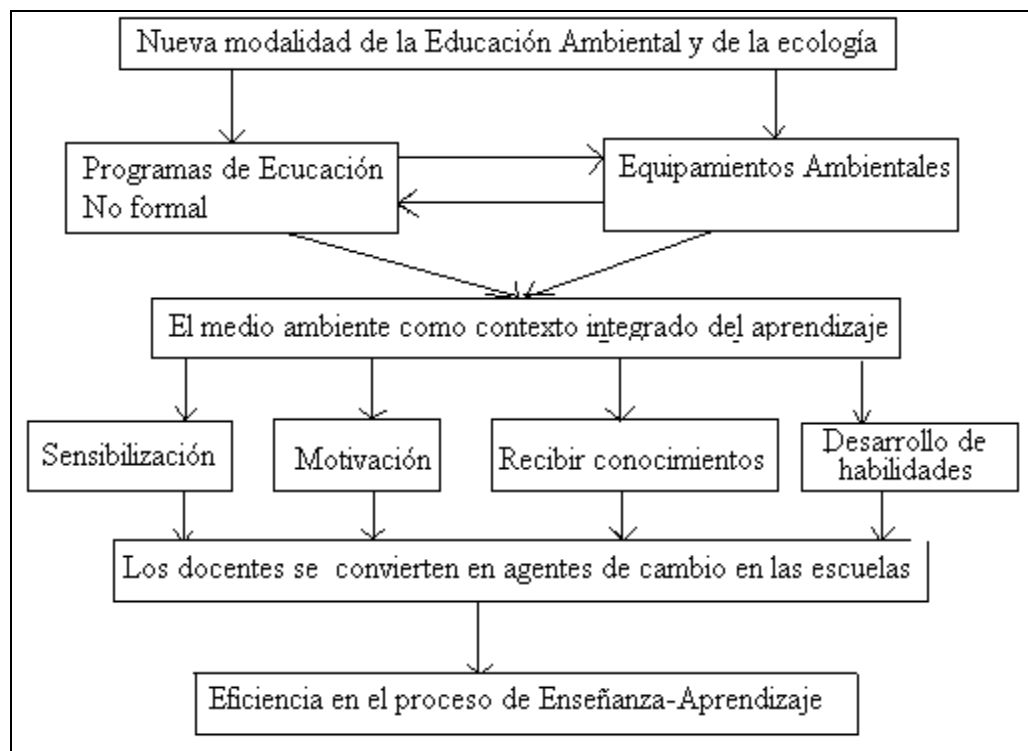 Nueva modalidad de la Educación Ambiental y de la ecología
Programas de Ecucación
No formal
Equipamientos Ambientales
El medio ambiente como contexto integrado del aprendizaje
Sensibilización
Motivación
Recibir conocimientos
Desarrollo de
habilidades
Los docentes se convierten en agentes de cambio en las escuelas
Eficiencia en el proceso de Enseñanza-Aprendizaje